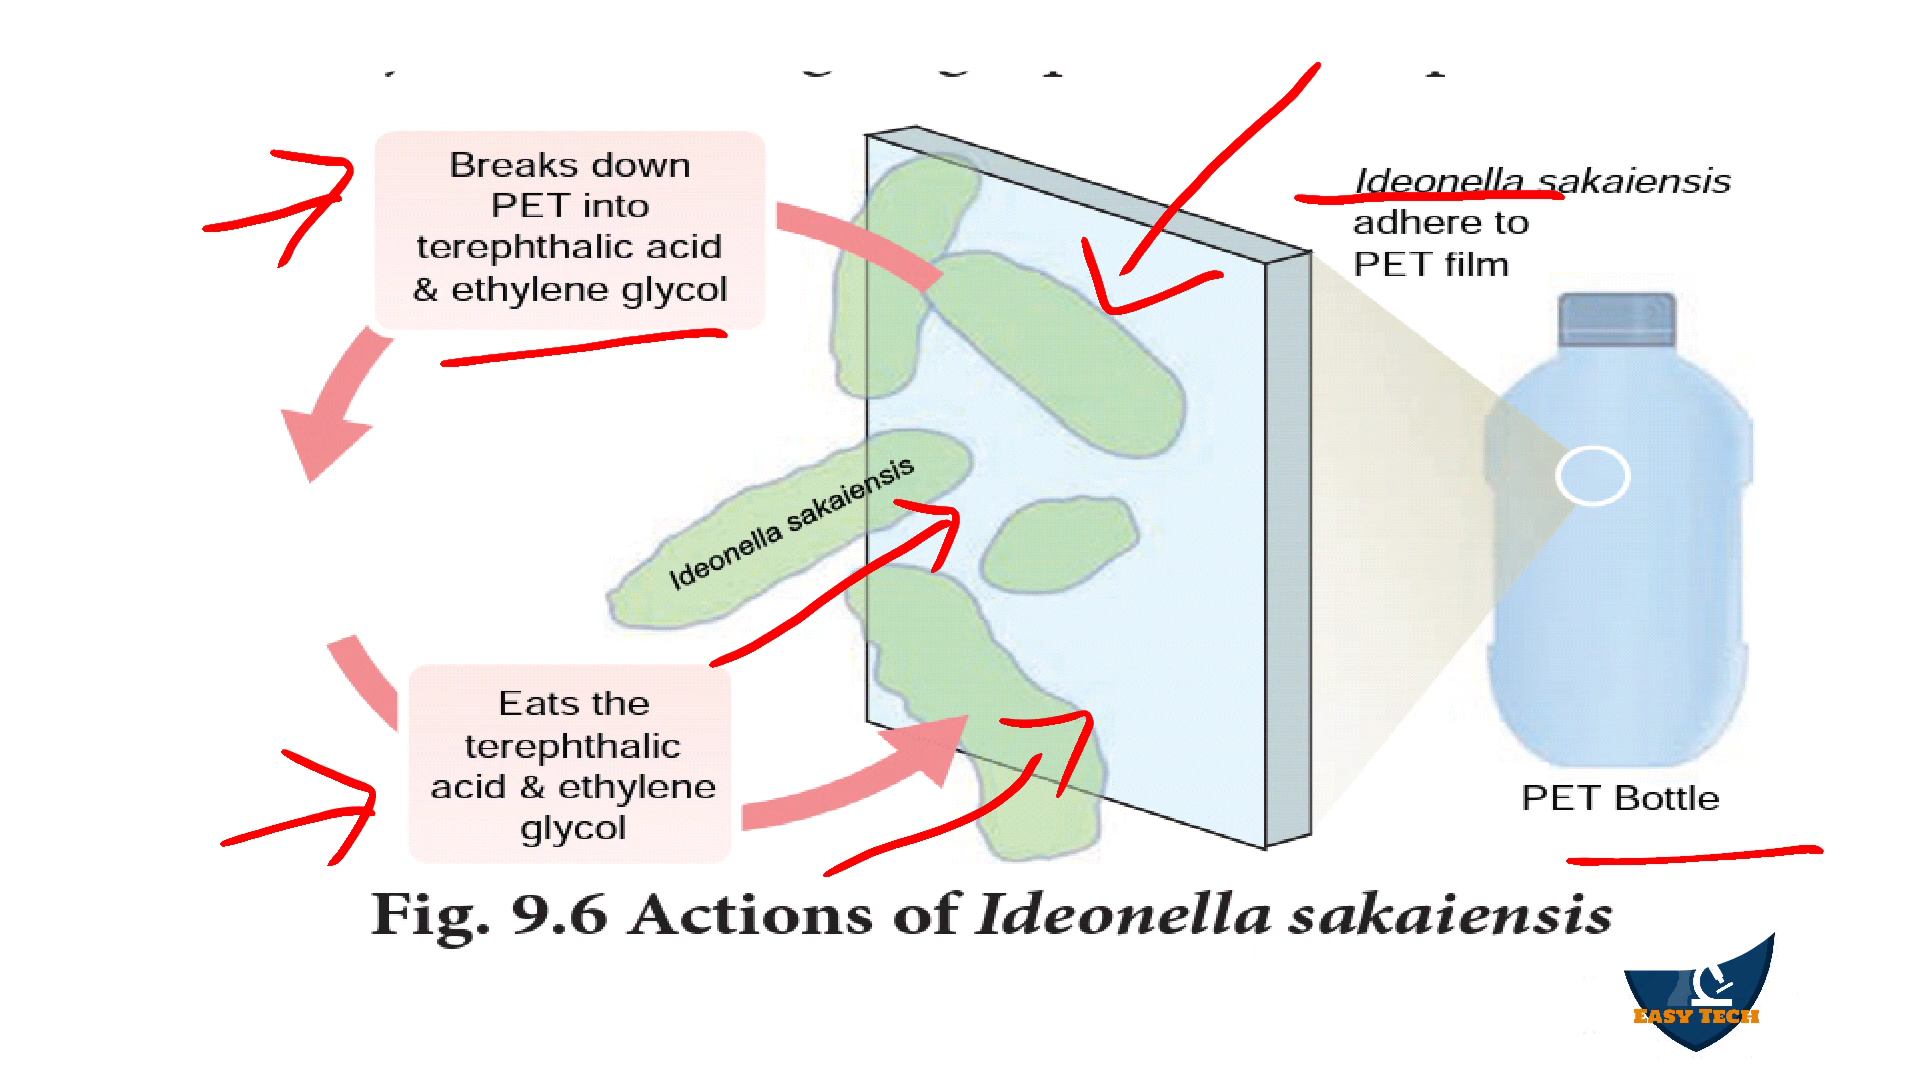 Breaks down
PET into
terephthalic acid
& ethylene glycol
Ideonella sakaiensis
adhere to
PET film
Ideonella sakaiensis
Eats the
terephthalic
acid & ethylene
glycol
PET Bottle
Fig. 9.6 Actions of Ideonella sakaiensis
EASY TECH